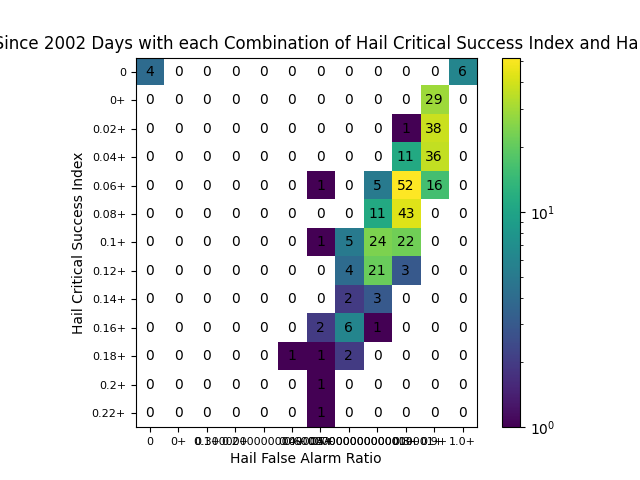 Since 2002 Days with each Combination of Hail Critical Success Index and Ha
0 4 0 0 0 0 0 0 0 0 0 0 6
0+ 0 0 0 0 0 0 0 0 0 0 29 0
0.02+ 0 0 0 0 0 0 0 0 0 1 38 0
0.04+ 0 0 0 0 0 0 0 0 0 11 36 0
0.06+ 0 0 0 0 0 0 1 0 5 52 16 0
0.08+ 0 0 0 0 0 0 0 0 11 43 0 0
0.1+ 0 0 0 0 0 0 1 5 24 22 0 0
0.12+ 0 0 0 0 0 0 0 4 21 3 0 0
0.14+ 0 0 0 0 0 0 0 2 3 0 0 0
0.16+ 0 0 0 0 0 0 2 6 1 0 0 0
0.18+ 0 0 0 0 0 1 1 2 0 0 0 0
0.2+ 0 0 0 0 0 0 1 0 0 0 0 0
0.22+ 0 0 0 0 0 0 1 0 0 0 0 0
0 0+ 1.0+
Hail False Alarm Ratio
Hail Critical Success Index
10¹
10⁰